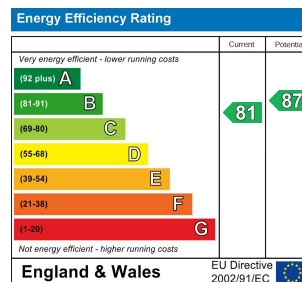 Energy Efficiency Rating
Current Potentia
Very energy efficient - lower running costs
(92 plus) A
(81-91) B
(69-80) C
(55-68) D
(39-54) E
(21-38) F
(1-20) G
81
87
Not energy efficient - higher running costs
England & Wales
EU Directive
2002/91/EC